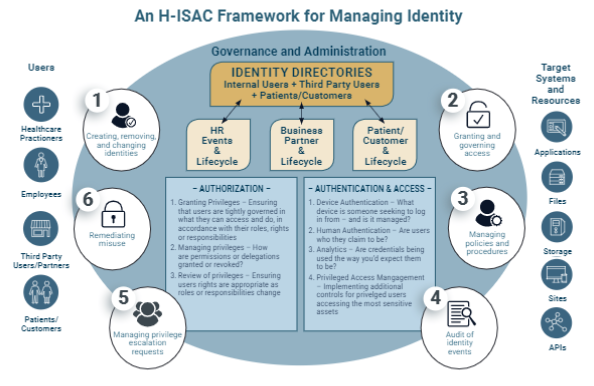 An H-ISAC Framework for Managing Identity
Governance and Administration
Users
Healthcare
Practitioners
Employees
Third Party
Users/Partners
Patients/
Customers
IDENTITY DIRECTORIES
Internal Users + Third Party Users
+ Patients/Customers
HR
Events
&
Lifecycle
Business
Partner
&
Lifecycle
Patient/
Customer
&
Lifecycle
1
Creating, removing,
and changing
identities
2
Granting and
governing
access
6
Remediating
misuse
3
Managing
policies and
procedures
5
Managing privilege
escalation
requests
4
Audit of
identity
events
– AUTHORIZATION –
1. Granting Privileges – Ensuring
that users are tightly governed in
what they can access and do, in
accordance with their roles, rights
or responsibilities
2. Managing privileges – How
are permissions or delegations
granted or revoked?
3. Review of privileges – Ensuring
users rights are appropriate as
roles or responsibilities change
– AUTHENTICATION & ACCESS –
1. Device Authentication – What
device is someone seeking to log
in from – and is it managed?
2. Human Authentication – Are users
who they claim to be?
3. Analytics – Are credentials being
used the way you'd expect them
to be?
4. Privileged Access Mangagement
– Implementing additional
controls for privelged users
accessing the most sensitive
assets
Target
Systems
and
Resources
Applications
Files
Storage
Sites
APIs